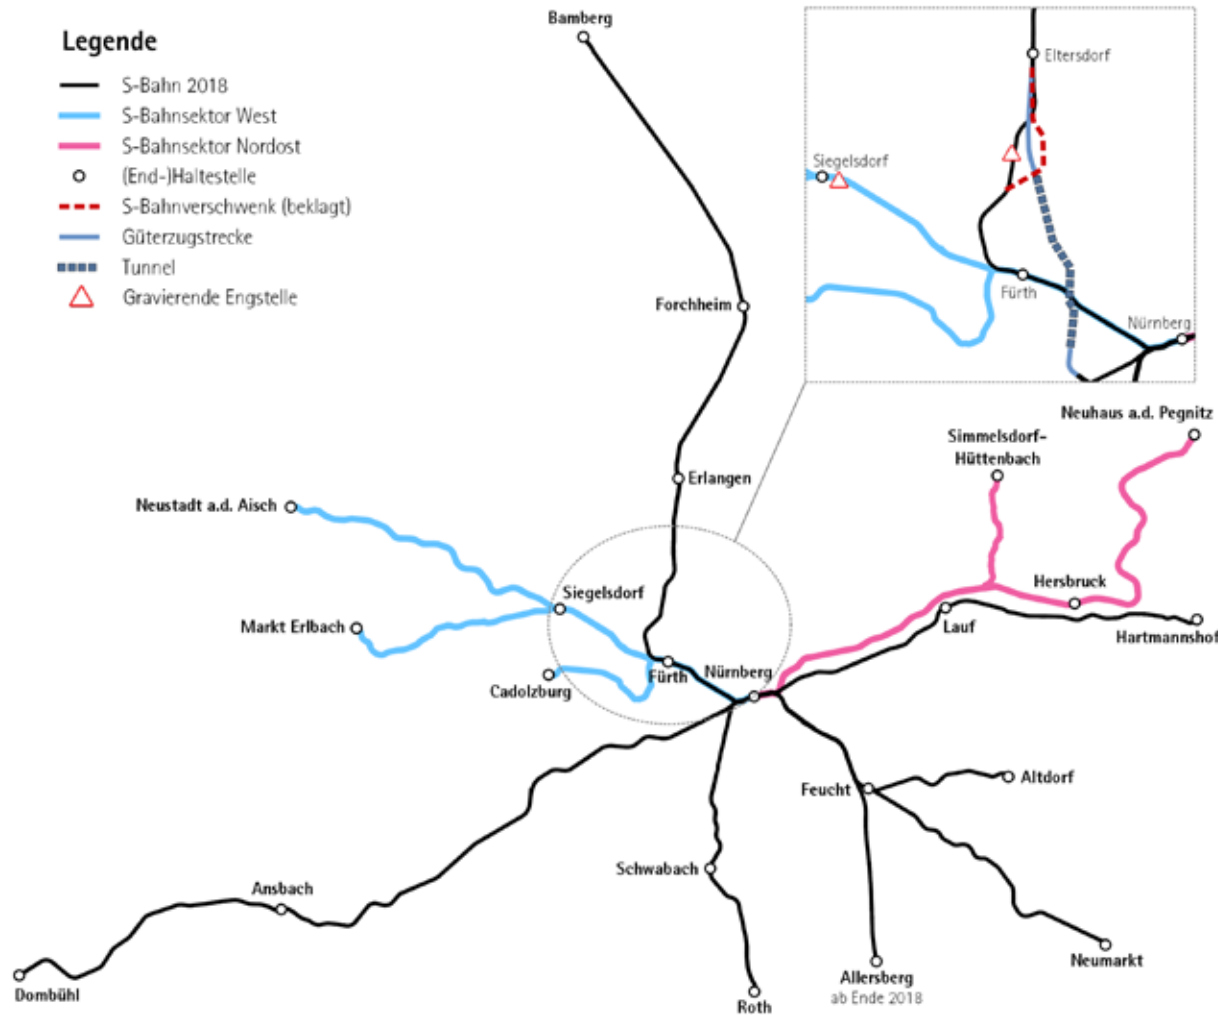 Legende
S-Bahn 2018
S-Bahnsektor West
S-Bahnsektor Nordost
(End-)Haltestelle
S-Bahnverschwenk (beklagt)
Güterzugstrecke
Tunnel
Gravierende Engstelle
Bamberg
Eltersdorf
Siegelsdorf
Fürth
Nürnberg
Forchheim
Neuhaus a.d. Pegnitz
Simmelsdorf-
Hüttenbach
Erlangen
Neustadt a.d. Aisch
Siegelsdorf
Hersbruck
Markt Erlbach
Lauf
Hartmannshof
Fürth
Nürnberg
Cadolzburg
Feucht
Altdorf
Schwabach
Ansbach
Neumarkt
Allersberg
ab Ende 2018
Dombühl
Roth